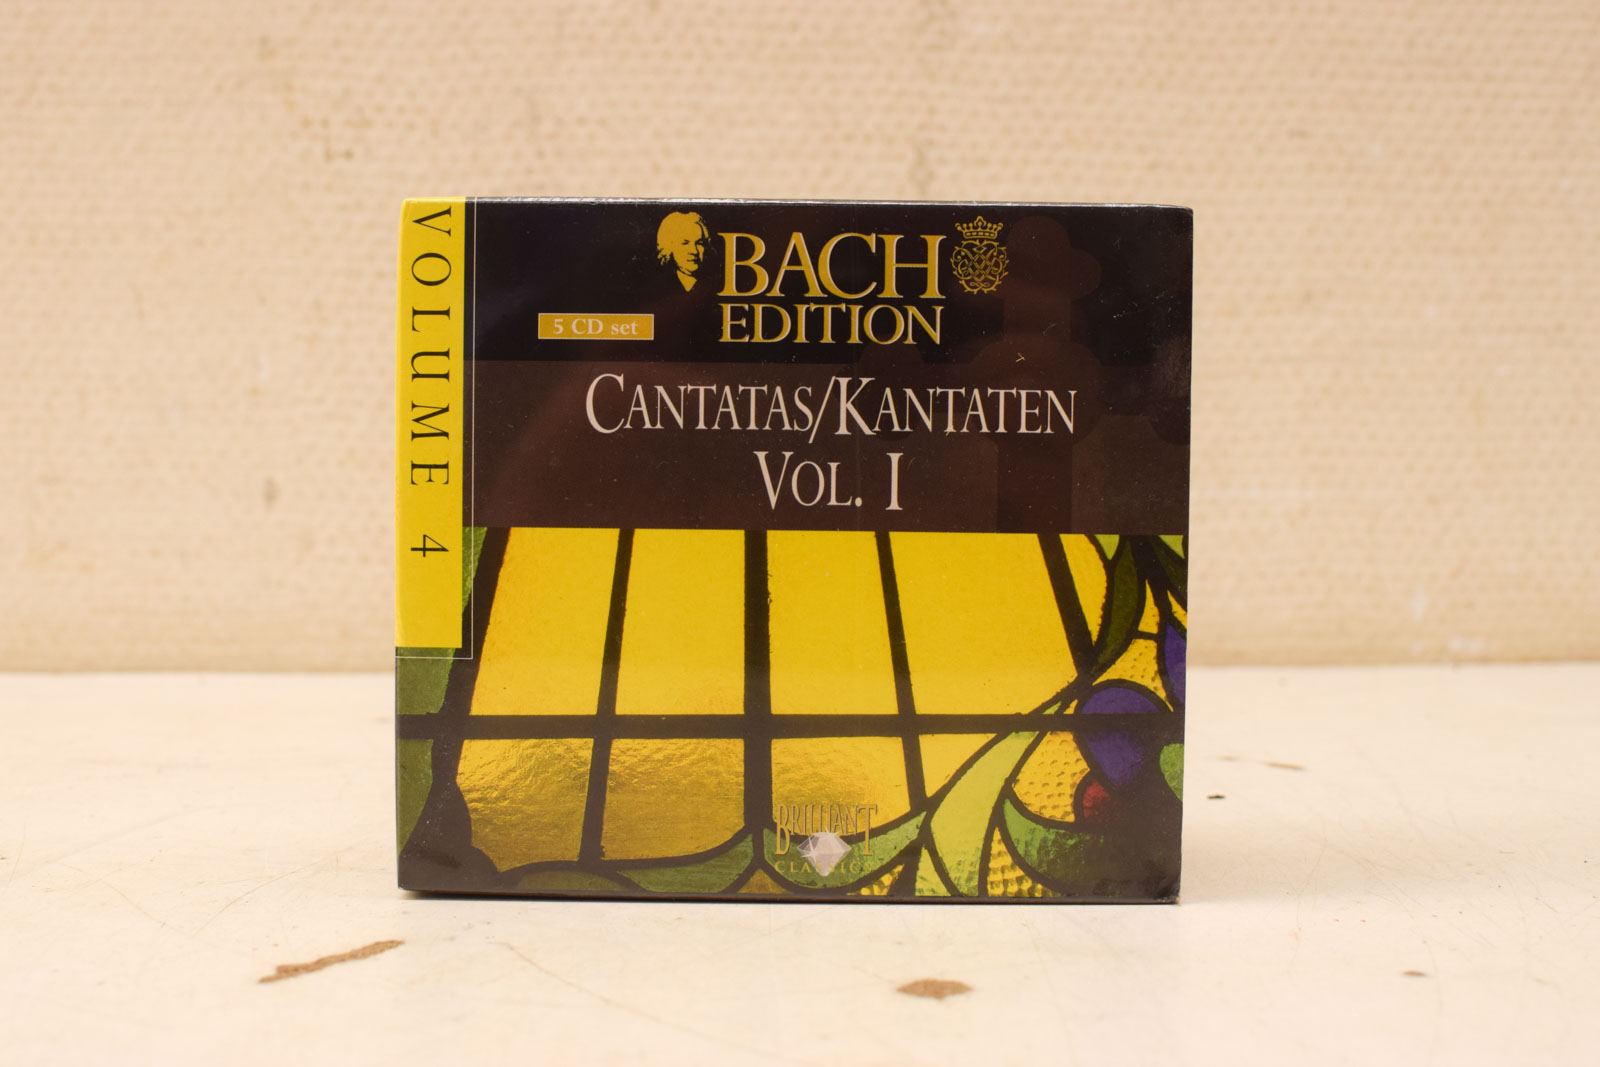 VOLUME 4
BACH
EDITION
5 CD set
CANTATAS/KANTATEN
VOL. I
BRILLIANT
CLASSICS